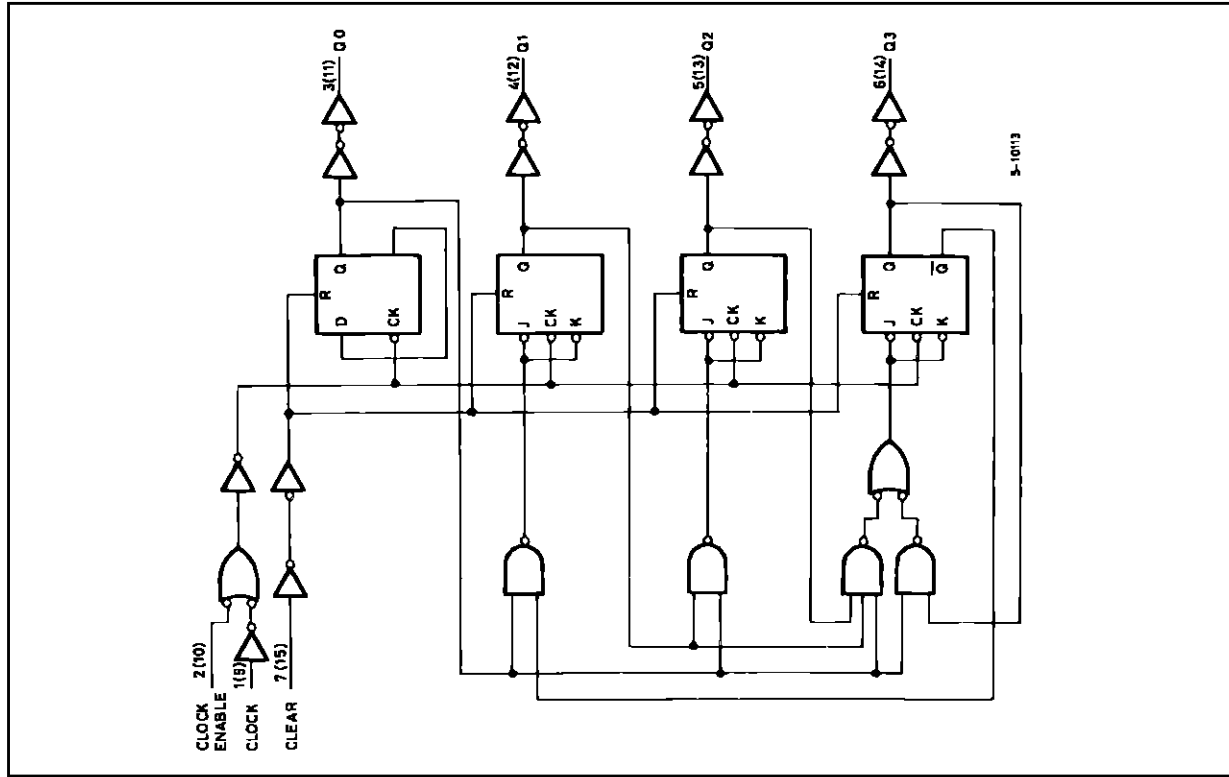 3(11) Q0
4(12) Q1
5(13) Q2
6(14) Q3
S-10113
R
D
Q
CK
R
J
CK
K
Q
R
J
CK
K
Q
R
J
CK
K
Q
Q̅
CLOCK ENABLE 2(10)
CLOCK 1(9)
CLEAR 7(15)